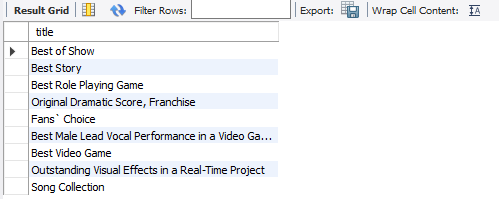 Result Grid Filter Rows: Export: Wrap Cell Content:
title
Best of Show
Best Story
Best Role Playing Game
Original Dramatic Score, Franchise
Fans` Choice
Best Male Lead Vocal Performance in a Video Ga...
Best Video Game
Outstanding Visual Effects in a Real-Time Project
Song Collection